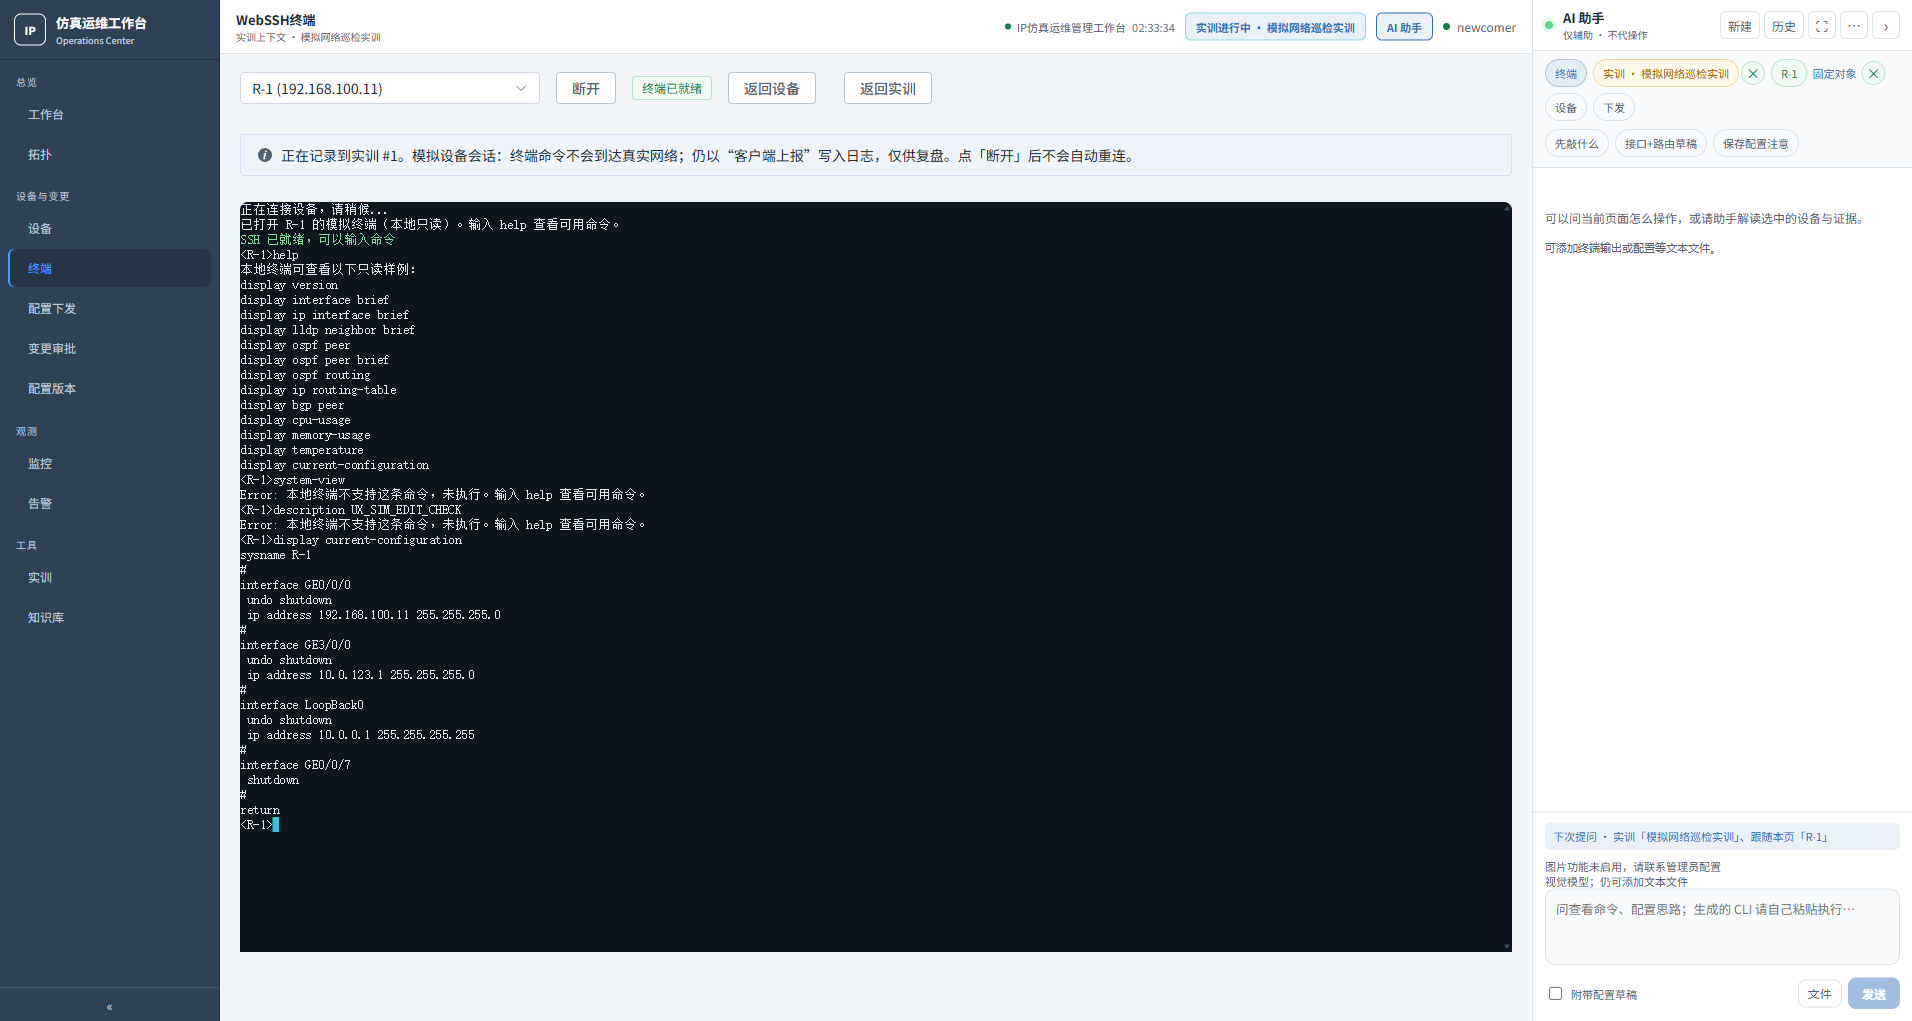 IP
仿真运维工作台
Operations Center
总览
工作台
拓扑
设备与变更
设备
终端
配置下发
变更审批
配置版本
观测
监控
告警
工具
实训
知识库
«
WebSSH终端
实训上下文 · 模拟网络巡检实训
IP仿真运维管理工作台 02:33:34
实训进行中 · 模拟网络巡检实训
AI 助手
newcomer
R-1 (192.168.100.11)
断开
终端已就绪
返回设备
返回实训
正在记录到实训 #1。模拟设备会话：终端命令不会到达真实网络；仍以“客户端上报”写入日志，仅供复盘。点「断开」后不会自动重连。
正在连接设备，请稍候...
已打开 R-1 的模拟终端（本地只读）。输入 help 查看可用命令。
SSH 已就绪，可以输入命令
<R-1>help
本地终端可查看以下只读样例：
display version
display interface brief
display ip interface brief
display lldp neighbor brief
display ospf peer
display ospf peer brief
display ospf routing
display ip routing-table
display bgp peer
display cpu-usage
display memory-usage
display temperature
display current-configuration
<R-1>system-view
Error: 本地终端不支持这条命令，未执行。输入 help 查看可用命令。
<R-1>description UX_SIM_EDIT_CHECK
Error: 本地终端不支持这条命令，未执行。输入 help 查看可用命令。
<R-1>display current-configuration
sysname R-1
#
interface GE0/0/0
 undo shutdown
 ip address 192.168.100.11 255.255.255.0
#
interface GE3/0/0
 undo shutdown
 ip address 10.0.123.1 255.255.255.0
#
interface LoopBack0
 undo shutdown
 ip address 10.0.0.1 255.255.255.255
#
interface GE0/0/7
 shutdown
#
return
<R-1>
AI 助手
仅辅助 · 不代操作
新建
历史
终端
实训 · 模拟网络巡检实训
R-1
固定对象
设备
下发
先敲什么
接口+路由草稿
保存配置注意
可以问当前页面怎么操作，或请助手解读选中的设备与证据。
可添加终端输出或配置等文本文件。
下次提问 · 实训「模拟网络巡检实训」、跟随本页「R-1」
图片功能未启用，请联系管理员配置
视觉模型；仍可添加文本文件
问查看命令、配置思路；生成的 CLI 请自己粘贴执行…
附带配置草稿
文件
发送